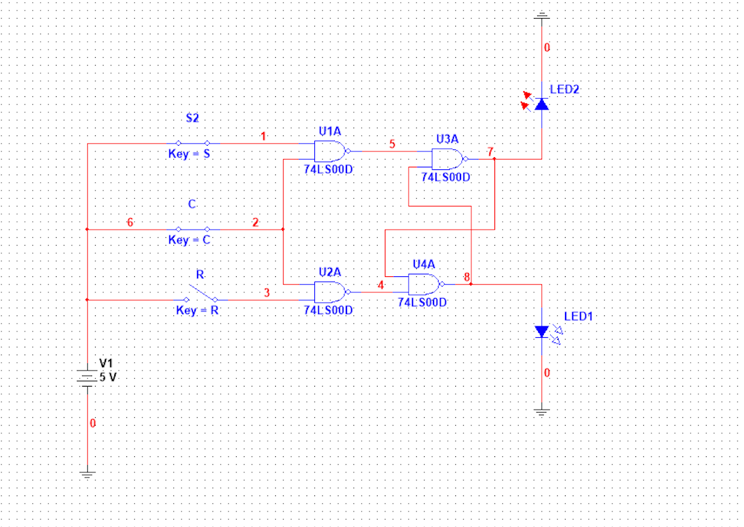 0
LED2
S2
1
U1A
5
U3A
7
Key = S
74LS00D
74LS00D
C
6
2
Key = C
R
3
U2A
4
U4A
8
Key = R
74LS00D
74LS00D
LED1
V1
5 V
0
0